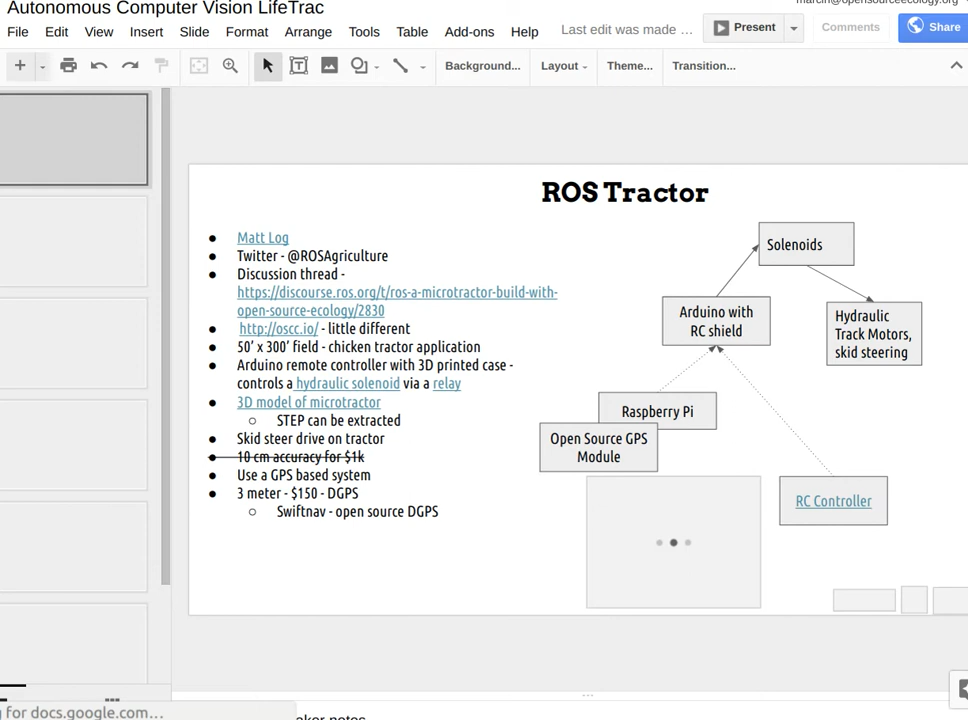 Autonomous Computer Vision LifeTrac
marcin@opensourceecology.org
File Edit View Insert Slide Format Arrange Tools Table Add-ons Help Last edit was made ... Present Comments Share
Background... Layout Theme... Transition...
ROS Tractor
● Matt Log
● Twitter - @ROSAgriculture
● Discussion thread -
https://discourse.ros.org/t/ros-a-microtractor-build-with-
open-source-ecology/2830
● http://oscc.io/ - little different
● 50’ x 300’ field - chicken tractor application
● Arduino remote controller with 3D printed case -
controls a hydraulic solenoid via a relay
● 3D model of microtractor
○ STEP can be extracted
● Skid steer drive on tractor
● 10 cm accuracy for $1k
● Use a GPS based system
● 3 meter - $150 - DGPS
○ Swiftnav - open source DGPS
Solenoids
Arduino with
RC shield
Hydraulic
Track Motors,
skid steering
Raspberry Pi
Open Source GPS
Module
RC Controller
for docs.google.com...
notes